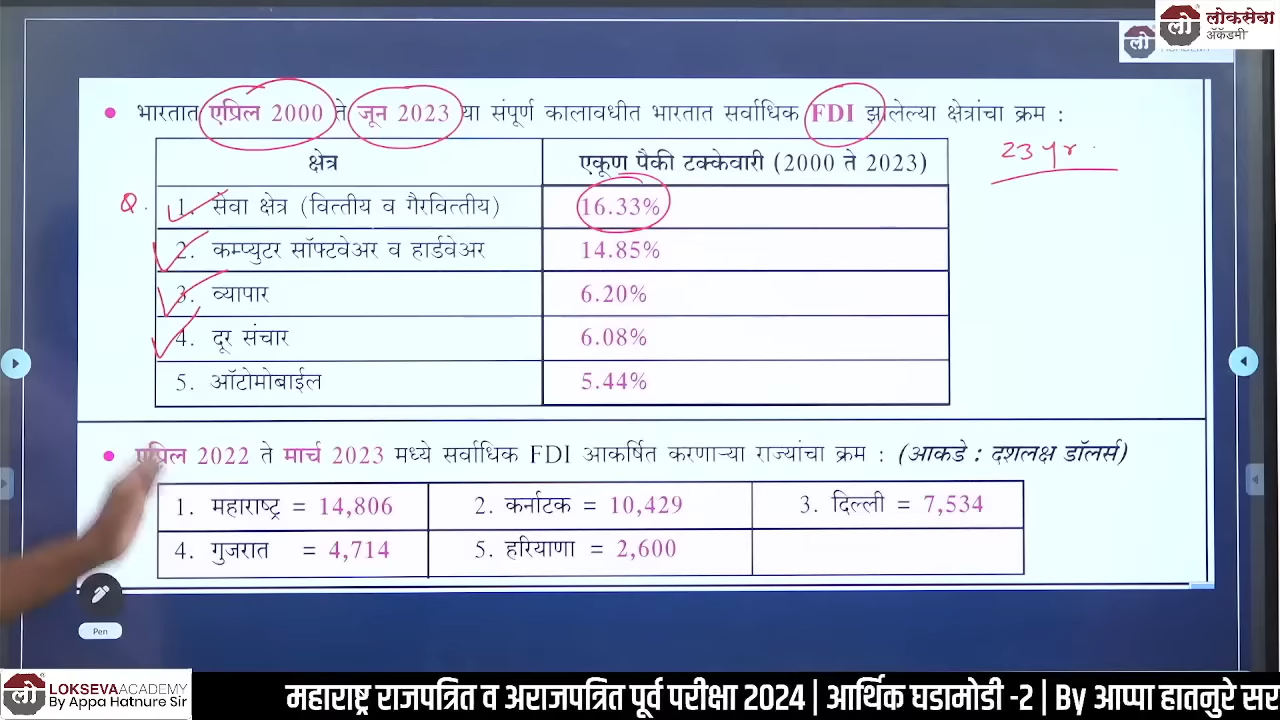 लो लोकसेवा
अ‍ॅकॅडमी
लो
• भारतात एप्रिल 2000 ते जून 2023 या संपूर्ण कालावधीत भारतात सर्वाधिक FDI झालेल्या क्षेत्रांचा क्रम :
23 yr.
क्षेत्र एकूण पैकी टक्केवारी (2000 ते 2023)
Q. 1. सेवा क्षेत्र (वित्तीय व गैरवित्तीय) 16.33%
2. कम्प्युटर सॉफ्टवेअर व हार्डवेअर 14.85%
3. व्यापार 6.20%
4. दूर संचार 6.08%
5. ऑटोमोबाईल 5.44%
• एप्रिल 2022 ते मार्च 2023 मध्ये सर्वाधिक FDI आकर्षित करणाऱ्या राज्यांचा क्रम : (आकडे : दशलक्ष डॉलर्स)
1. महाराष्ट्र = 14,806 2. कर्नाटक = 10,429 3. दिल्ली = 7,534
4. गुजरात = 4,714 5. हरियाणा = 2,600
Pen
लो LOKSEVA ACADEMY
By Appa Hatnure Sir
महाराष्ट्र राजपत्रित व अराजपत्रित पूर्व परीक्षा 2024 | आर्थिक घडामोडी -2 | By आप्पा हातनुरे सर